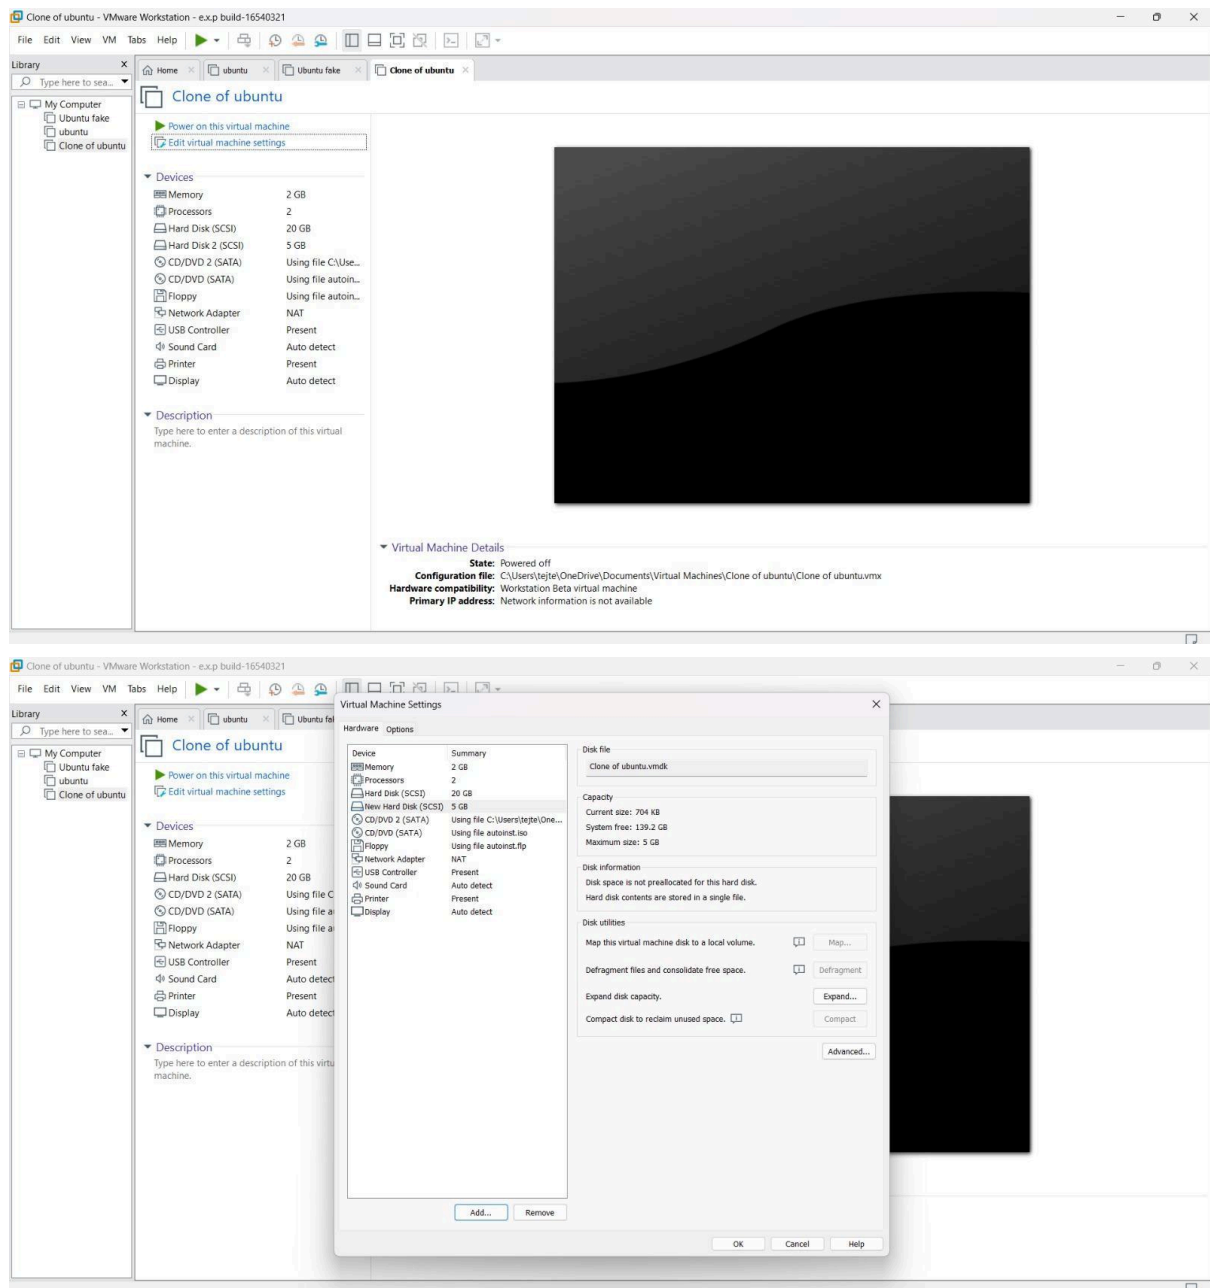 Clone of ubuntu - VMware Workstation - e.x.p build-16540321
File Edit View VM Tabs Help
Library X
Type here to sea...
Home ubuntu Ubuntu fake Clone of ubuntu
My Computer
Ubuntu fake
ubuntu
Clone of ubuntu
Clone of ubuntu
Power on this virtual machine
Edit virtual machine settings
Devices
Memory 2 GB
Processors 2
Hard Disk (SCSI) 20 GB
Hard Disk 2 (SCSI) 5 GB
CD/DVD 2 (SATA) Using file C:\Use...
CD/DVD (SATA) Using file autoin...
Floppy Using file autoin...
Network Adapter NAT
USB Controller Present
Sound Card Auto detect
Printer Present
Display Auto detect
Description
Type here to enter a description of this virtual
machine.
Virtual Machine Details
State: Powered off
Configuration file: C:\Users\tejte\OneDrive\Documents\Virtual Machines\Clone of ubuntu\Clone of ubuntu.vmx
Hardware compatibility: Workstation Beta virtual machine
Primary IP address: Network information is not available
Clone of ubuntu - VMware Workstation - e.x.p build-16540321
File Edit View VM Tabs Help
Library X
Type here to sea...
Home ubuntu Ubuntu fal
My Computer
Ubuntu fake
ubuntu
Clone of ubuntu
Clone of ubuntu
Power on this virtual machine
Edit virtual machine settings
Devices
Memory 2 GB
Processors 2
Hard Disk (SCSI) 20 GB
CD/DVD 2 (SATA) Using file C
CD/DVD (SATA) Using file a
Floppy Using file a
Network Adapter NAT
USB Controller Present
Sound Card Auto detect
Printer Present
Display Auto detect
Description
Type here to enter a description of this virtu
machine.
Virtual Machine Settings
Hardware Options
Device Summary
Memory 2 GB
Processors 2
Hard Disk (SCSI) 20 GB
New Hard Disk (SCSI) 5 GB
CD/DVD 2 (SATA) Using file C:\Users\tejte\One...
CD/DVD (SATA) Using file autoinst.iso
Floppy Using file autoinst.flp
Network Adapter NAT
USB Controller Present
Sound Card Auto detect
Printer Present
Display Auto detect
Add... Remove
Disk file
Clone of ubuntu.vmdk
Capacity
Current size: 704 KB
System free: 139.2 GB
Maximum size: 5 GB
Disk information
Disk space is not preallocated for this hard disk.
Hard disk contents are stored in a single file.
Disk utilities
Map this virtual machine disk to a local volume. Map...
Defragment files and consolidate free space. Defragment
Expand disk capacity. Expand...
Compact disk to reclaim unused space. Compact
Advanced...
OK Cancel Help